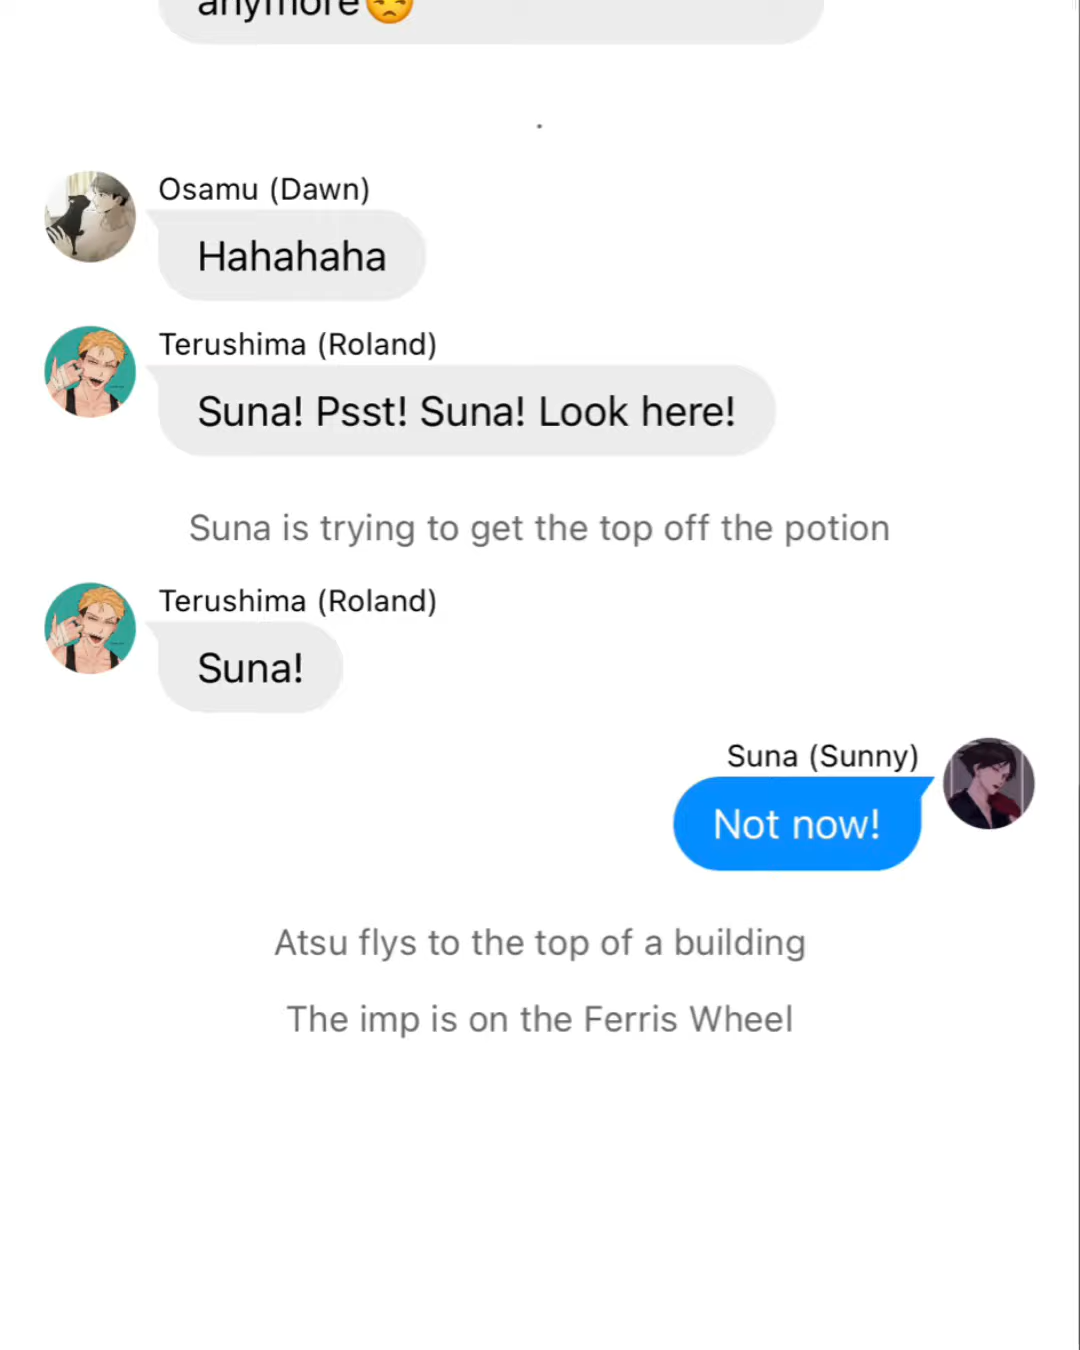 anymore😒
.
Osamu (Dawn)
Hahahaha
Terushima (Roland)
Suna! Psst! Suna! Look here!
Suna is trying to get the top off the potion
Terushima (Roland)
Suna!
Suna (Sunny)
Not now!
Atsu flys to the top of a building
The imp is on the Ferris Wheel